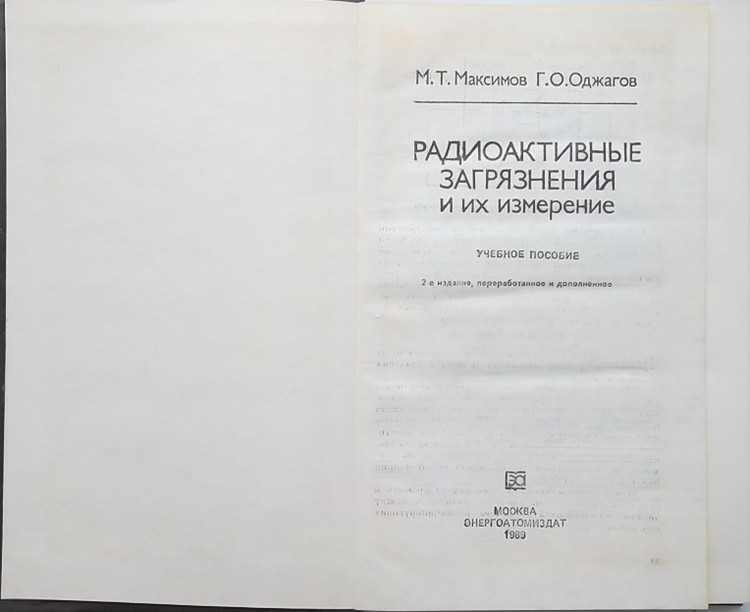 М.Т. Максимов Г.О.Оджагов
РАДИОАКТИВНЫЕ
ЗАГРЯЗНЕНИЯ
и их измерение
УЧЕБНОЕ ПОСОБИЕ
2-е издание, переработанное и дополненное
МОСКВА
ЭНЕРГОАТОМИЗДАТ
1989